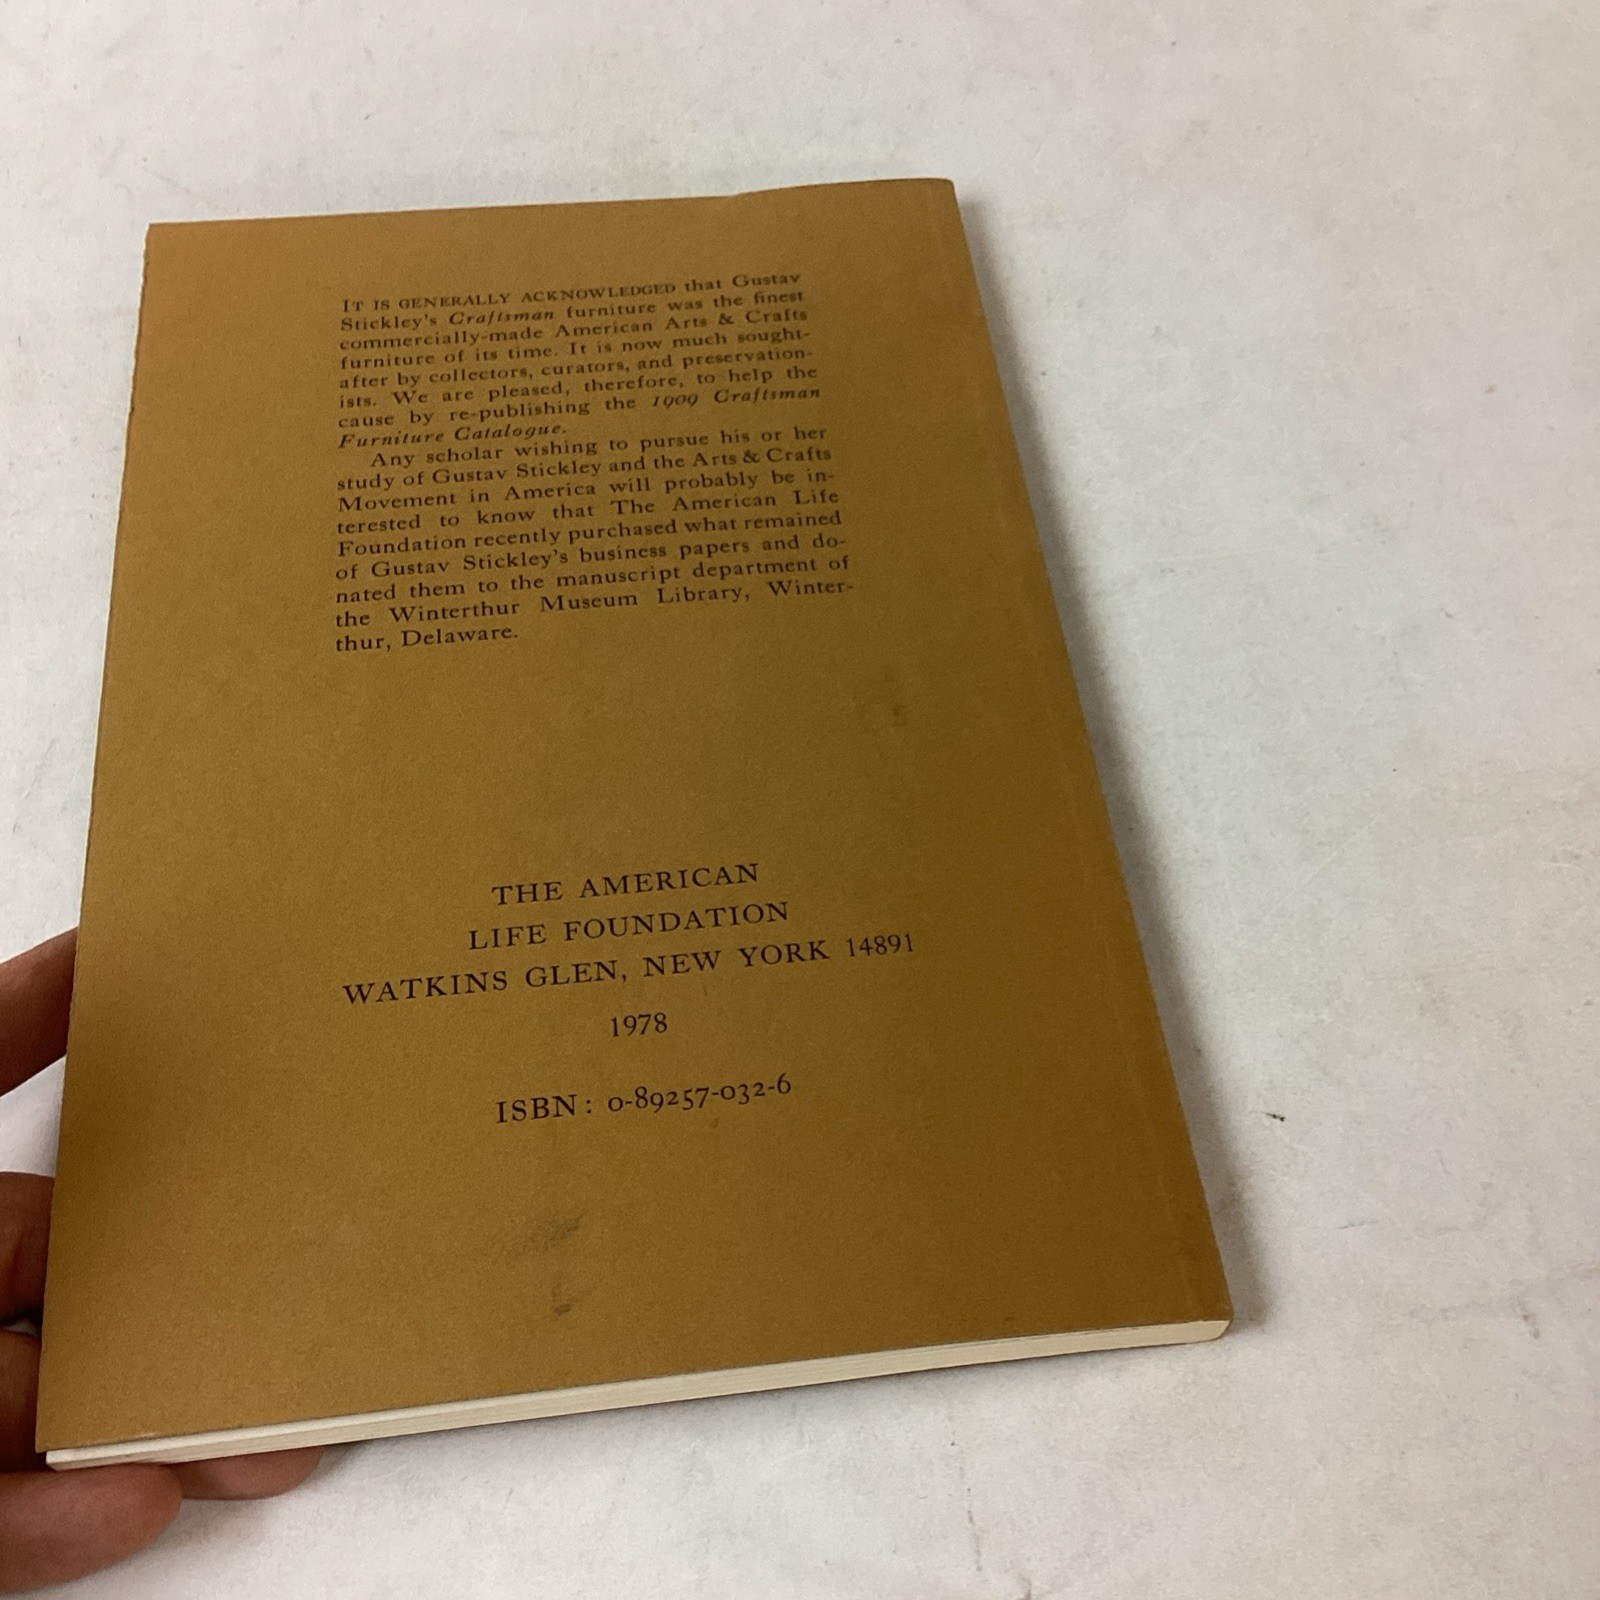 IT IS GENERALLY ACKNOWLEDGED that Gustav
Stickley's Craftsman furniture was the finest
commercially-made American Arts & Crafts
furniture of its time. It is now much sought-
after by collectors, curators, and preservation-
ists. We are pleased, therefore, to help the
cause by re-publishing the 1909 Craftsman
Furniture Catalogue.
Any scholar wishing to pursue his or her
study of Gustav Stickley and the Arts & Crafts
Movement in America will probably be in-
terested to know that The American Life
Foundation recently purchased what remained
of Gustav Stickley's business papers and do-
nated them to the manuscript department of
the Winterthur Museum Library, Winter-
thur, Delaware.
THE AMERICAN
LIFE FOUNDATION
WATKINS GLEN, NEW YORK 14891
1978
ISBN: 0-89257-032-6